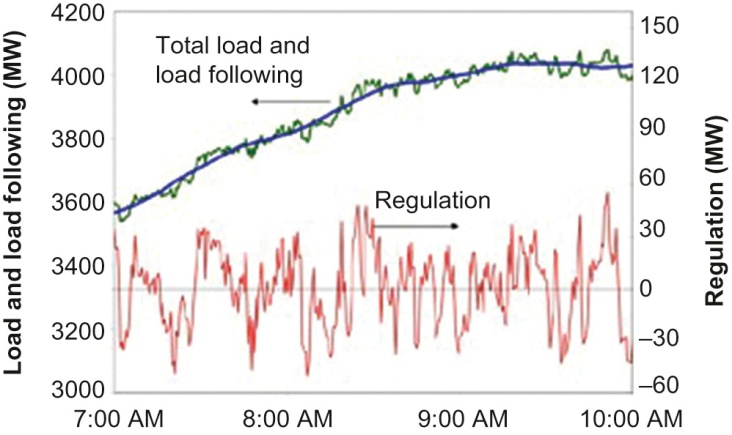 Load and load following (MW)
4200
4000
3800
3600
3400
3200
3000
Total load and
load following
Regulation
150
120
90
60
30
0
–30
–60
Regulation (MW)
7:00 AM
8:00 AM
9:00 AM
10:00 AM